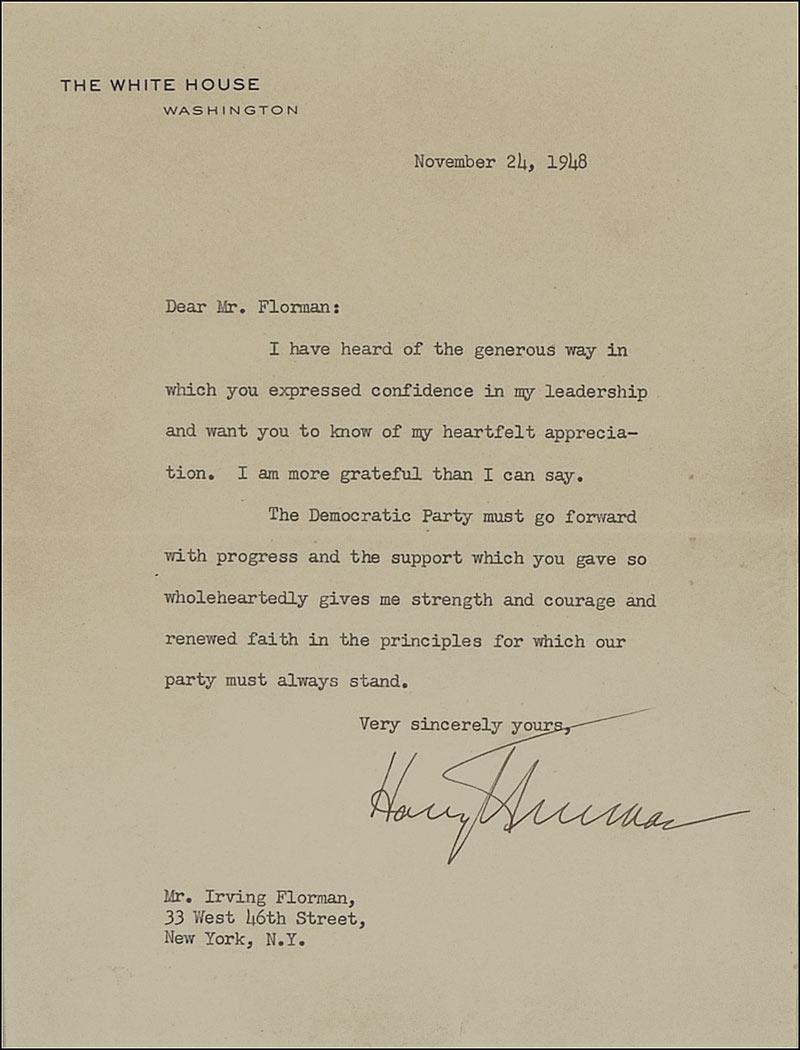 THE WHITE HOUSE
WASHINGTON
November 24, 1948
Dear Mr. Florman:
I have heard of the generous way in
which you expressed confidence in my leadership
and want you to know of my heartfelt apprecia-
tion. I am more grateful than I can say.
The Democratic Party must go forward
with progress and the support which you gave so
wholeheartedly gives me strength and courage and
renewed faith in the principles for which our
party must always stand.
Very sincerely yours,
Harry S Truman
Mr. Irving Florman,
33 West 46th Street,
New York, N.Y.